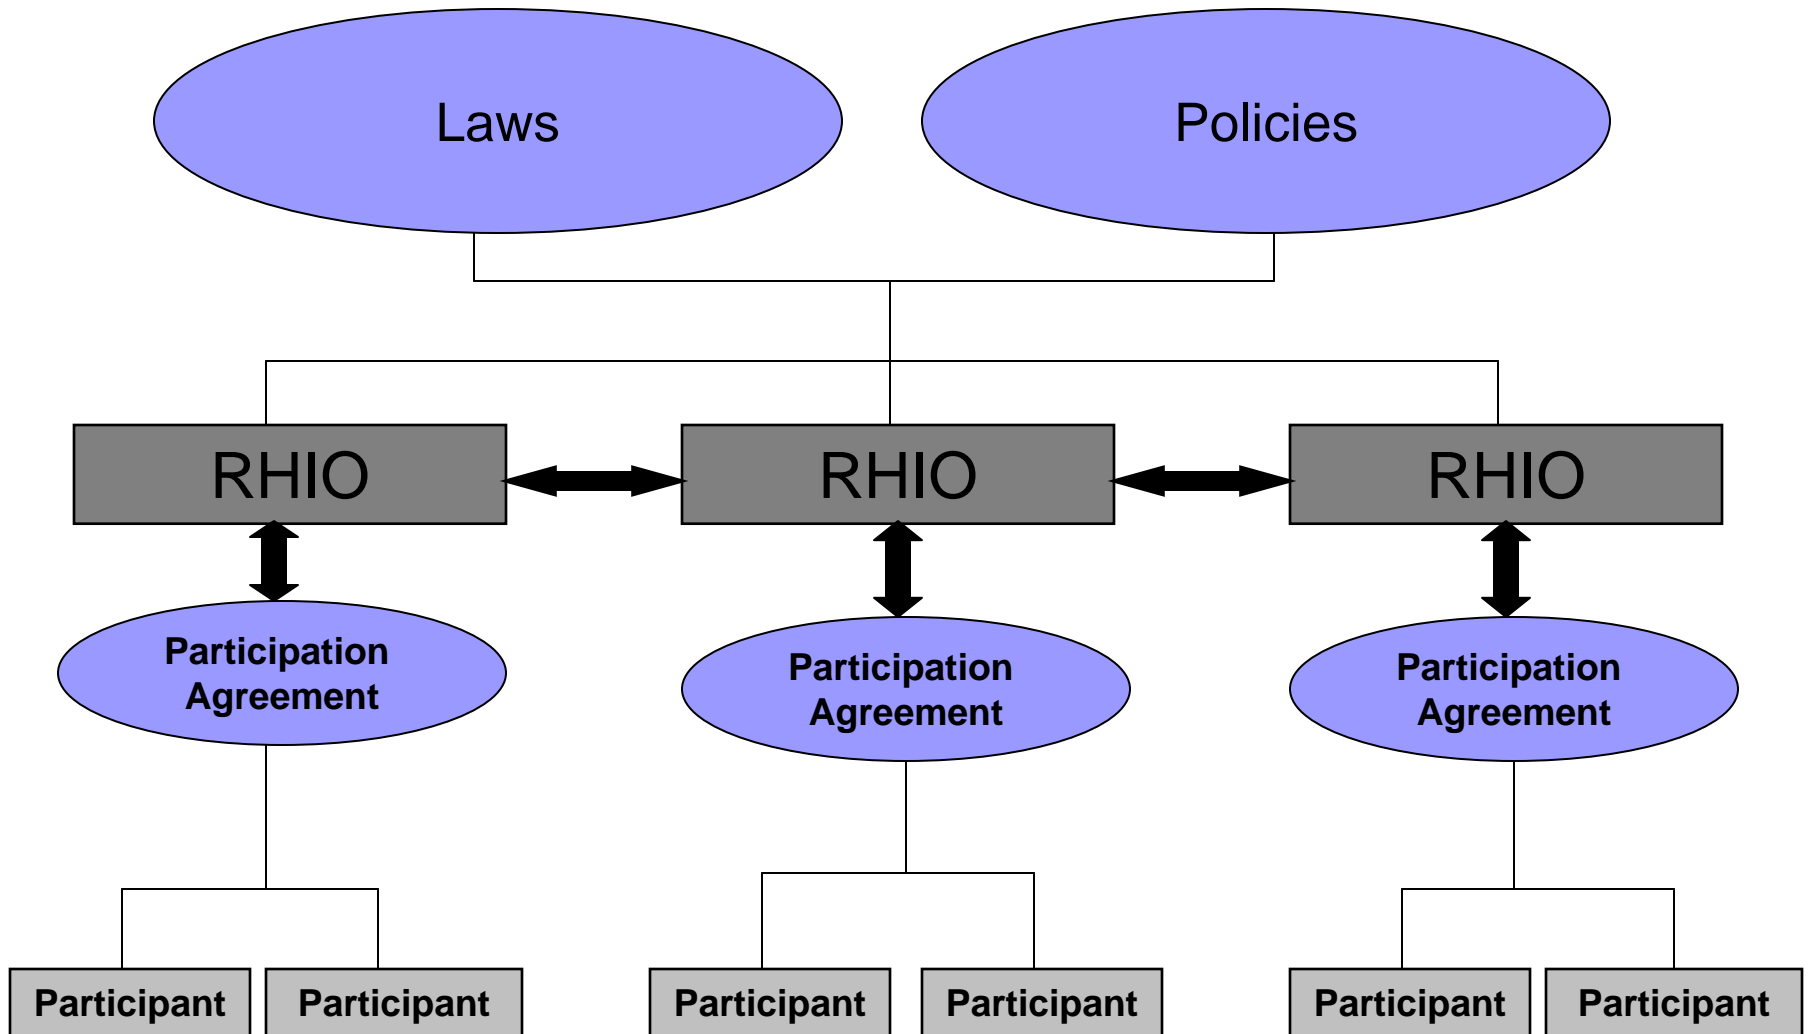 Laws
Policies
RHIO
RHIO
RHIO
Participation
Agreement
Participation
Agreement
Participation
Agreement
Participant
Participant
Participant
Participant
Participant
Participant